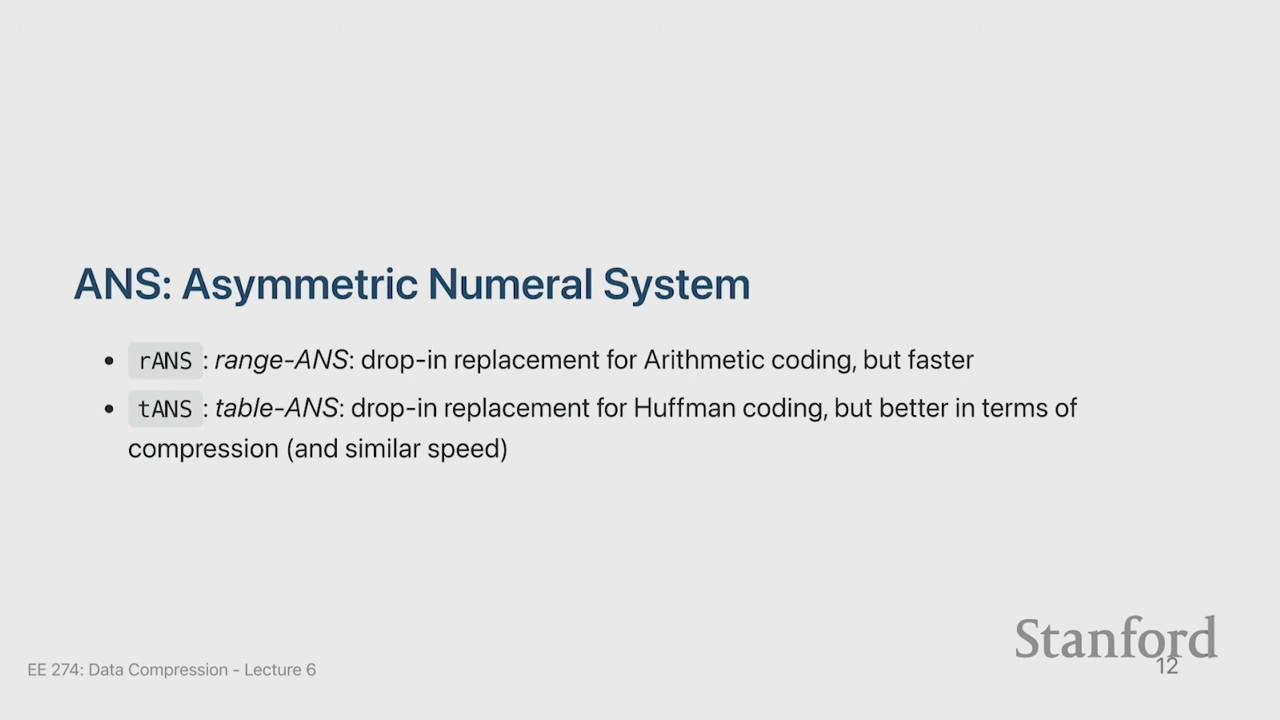 ANS: Asymmetric Numeral System
• rANS : range-ANS: drop-in replacement for Arithmetic coding, but faster
• tANS : table-ANS: drop-in replacement for Huffman coding, but better in terms of
compression (and similar speed)
Stanford
12
EE 274: Data Compression - Lecture 6